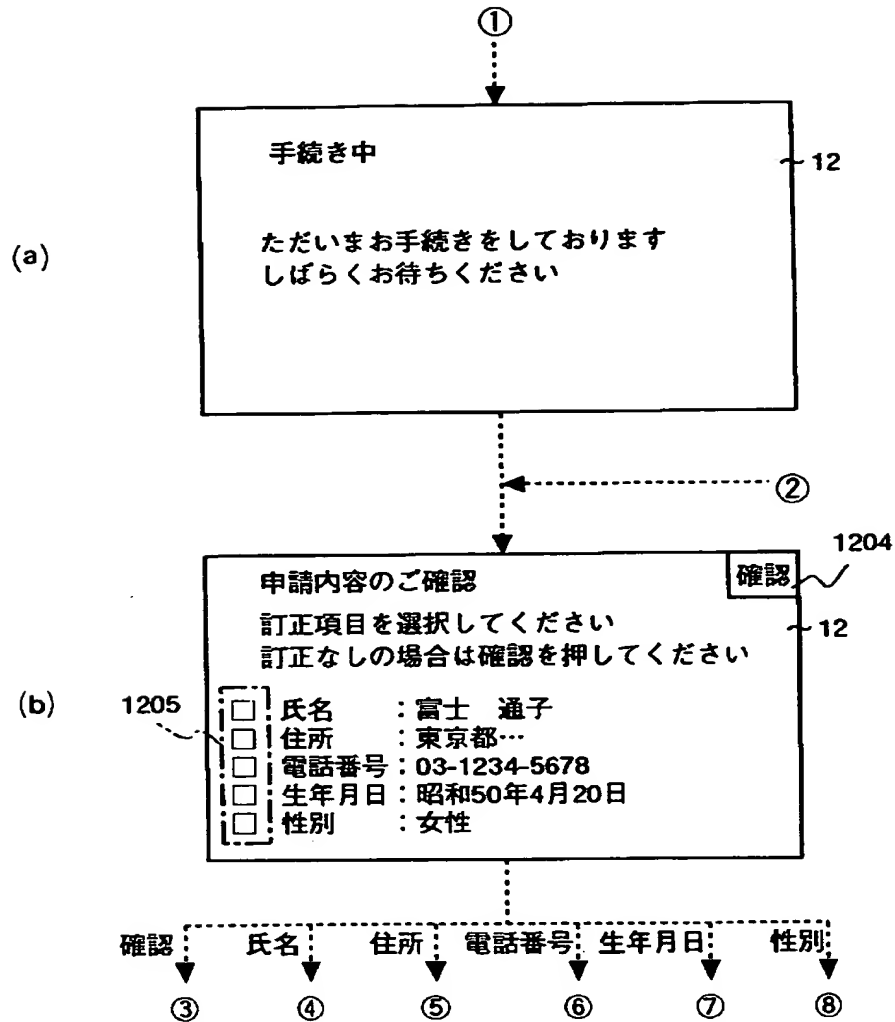 ①
手続き中
12
(a)
ただいまお手続きをしております
しばらくお待ちください
②
1204
申請内容のご確認
確認
訂正項目を選択してください
12
訂正なしの場合は確認を押してください
(b)
1205
□ 氏名 :富士 通子
□ 住所 :東京都…
□ 電話番号:03-1234-5678
□ 生年月日:昭和50年4月20日
□ 性別 :女性
確認 氏名 住所 電話番号 生年月日 性別
③ ④ ⑤ ⑥ ⑦ ⑧